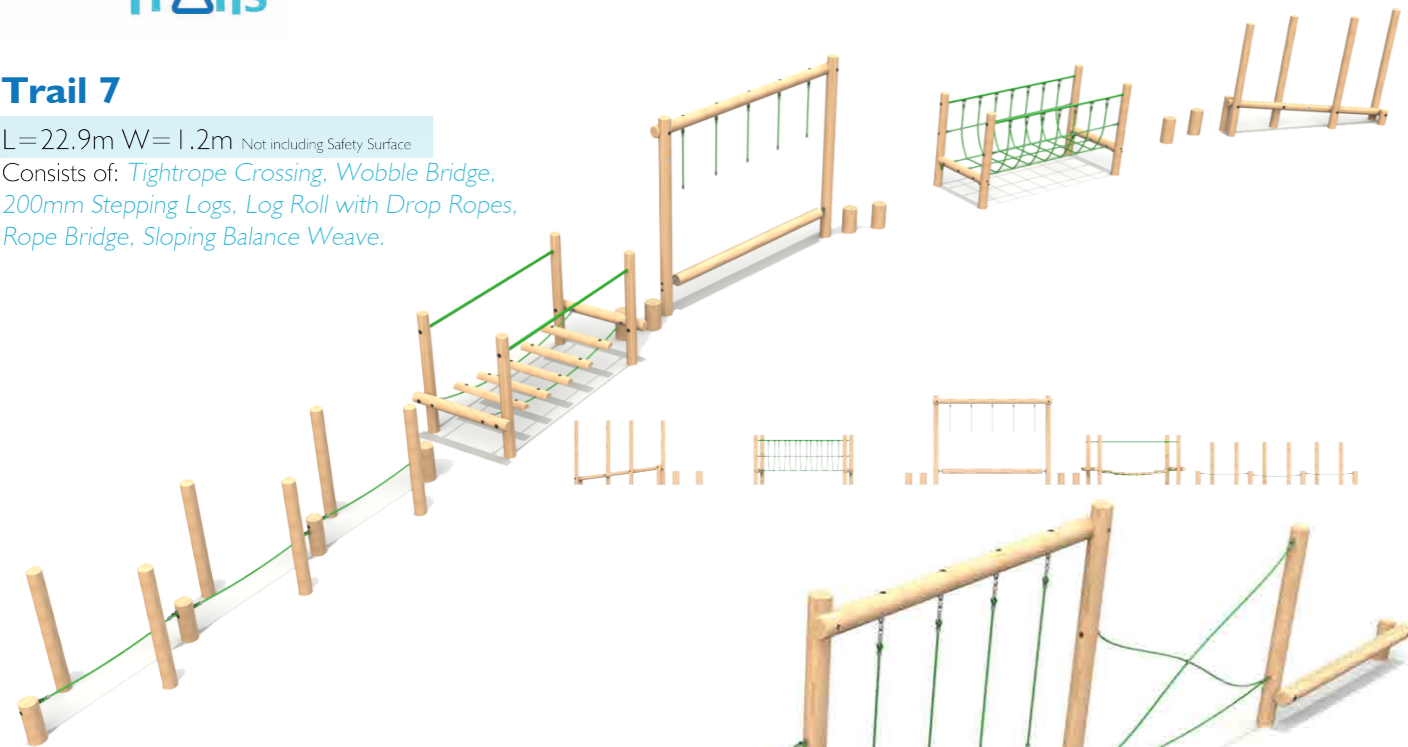 Trail 7
L=22.9m W=1.2m Not including Safety Surface
Consists of: Tightrope Crossing, Wobble Bridge,
200mm Stepping Logs, Log Roll with Drop Ropes,
Rope Bridge, Sloping Balance Weave.